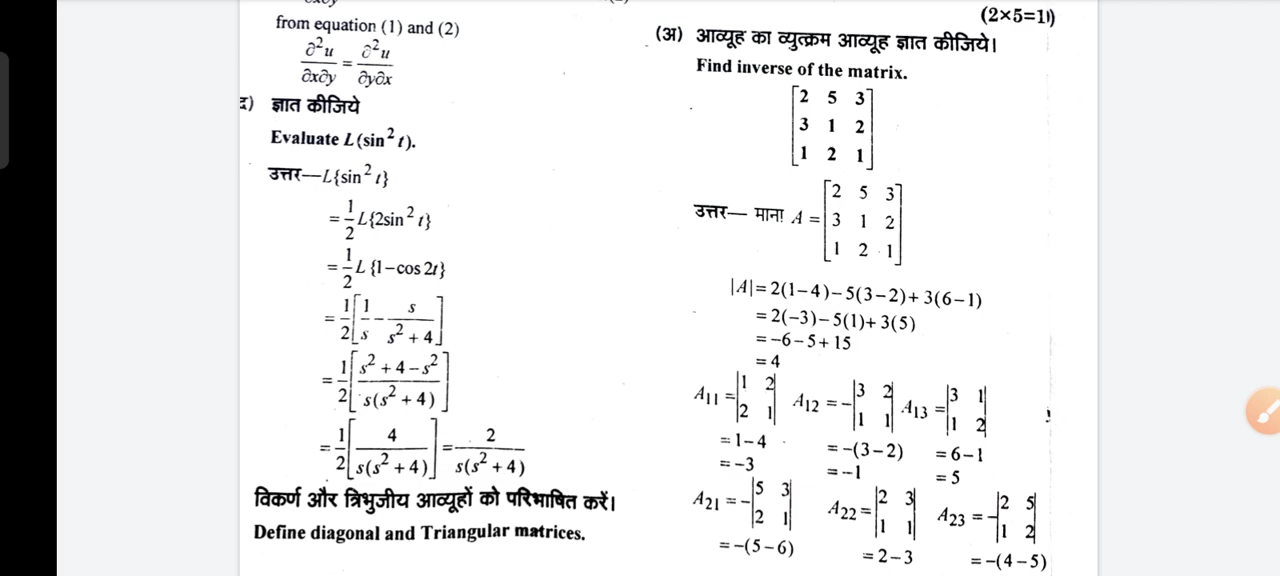 from equation (1) and (2)
∂²u/∂x∂y = ∂²u/∂y∂x
द) ज्ञात कीजिये
Evaluate L(sin² t).
उत्तर—L{sin² t}
= 1/2 L{2sin² t}
= 1/2 L{1−cos 2t}
= 1/2 [1/s − s/(s² + 4)]
= 1/2 [(s² + 4 − s²)/(s(s² + 4))]
= 1/2 [4/(s(s² + 4))] = 2/(s(s² + 4))
विकर्ण और त्रिभुजीय आव्यूहों को परिभाषित करें।
Define diagonal and Triangular matrices.
(अ) आव्यूह का व्युत्क्रम आव्यूह ज्ञात कीजिये।
Find inverse of the matrix.
[2 5 3]
[3 1 2]
[1 2 1]
उत्तर— माना A =
[2 5 3]
[3 1 2]
[1 2 1]
|A| = 2(1−4)−5(3−2)+3(6−1)
= 2(−3)−5(1)+3(5)
= −6−5+15
= 4
A₁₁ = |1 2; 2 1| A₁₂ = −|3 2; 1 1| A₁₃ = |3 1; 1 2|
= 1−4 = −(3−2) = 6−1
= −3 = −1 = 5
A₂₁ = −|5 3; 2 1| A₂₂ = |2 3; 1 1| A₂₃ = −|2 5; 1 2|
= −(5−6) = 2−3 = −(4−5)